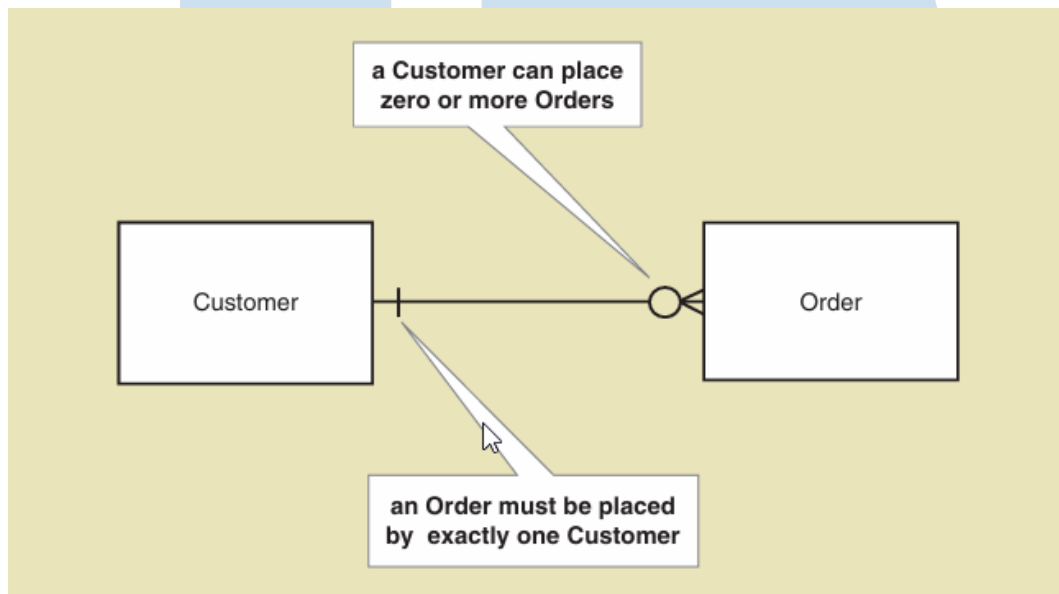 a Customer can place
zero or more Orders
Customer
Order
an Order must be placed
by exactly one Customer